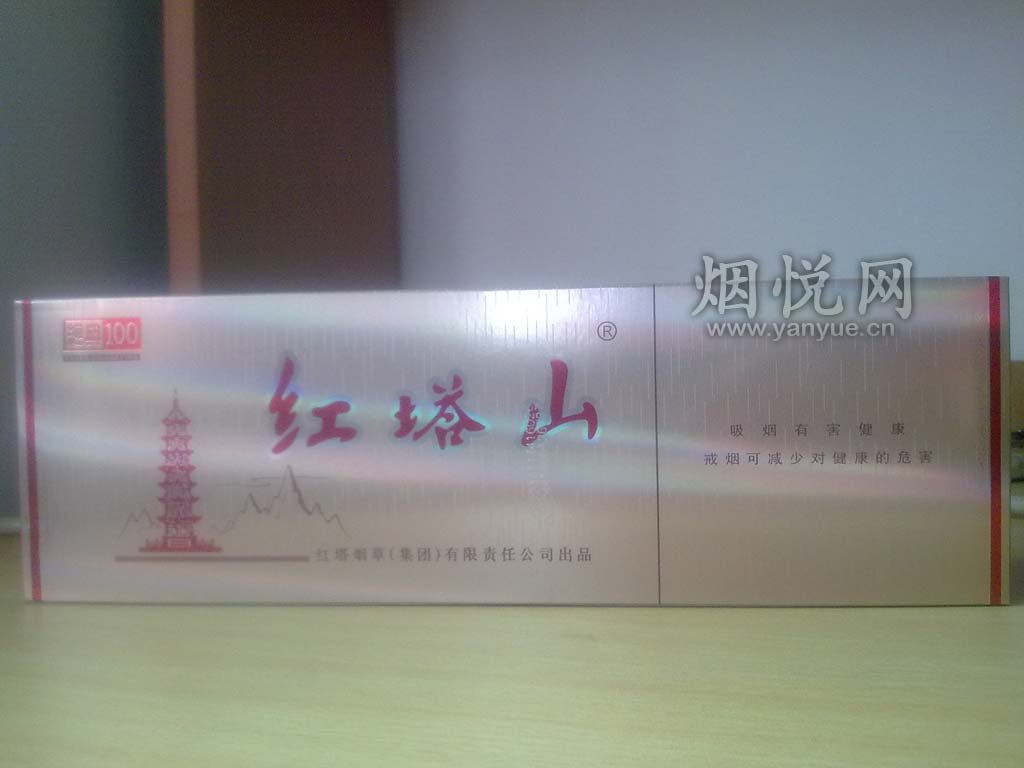 烟悦网
www.yanyue.cn
100
®
红塔山
吸烟有害健康
戒烟可减少对健康的危害
红塔烟草(集团)有限责任公司出品